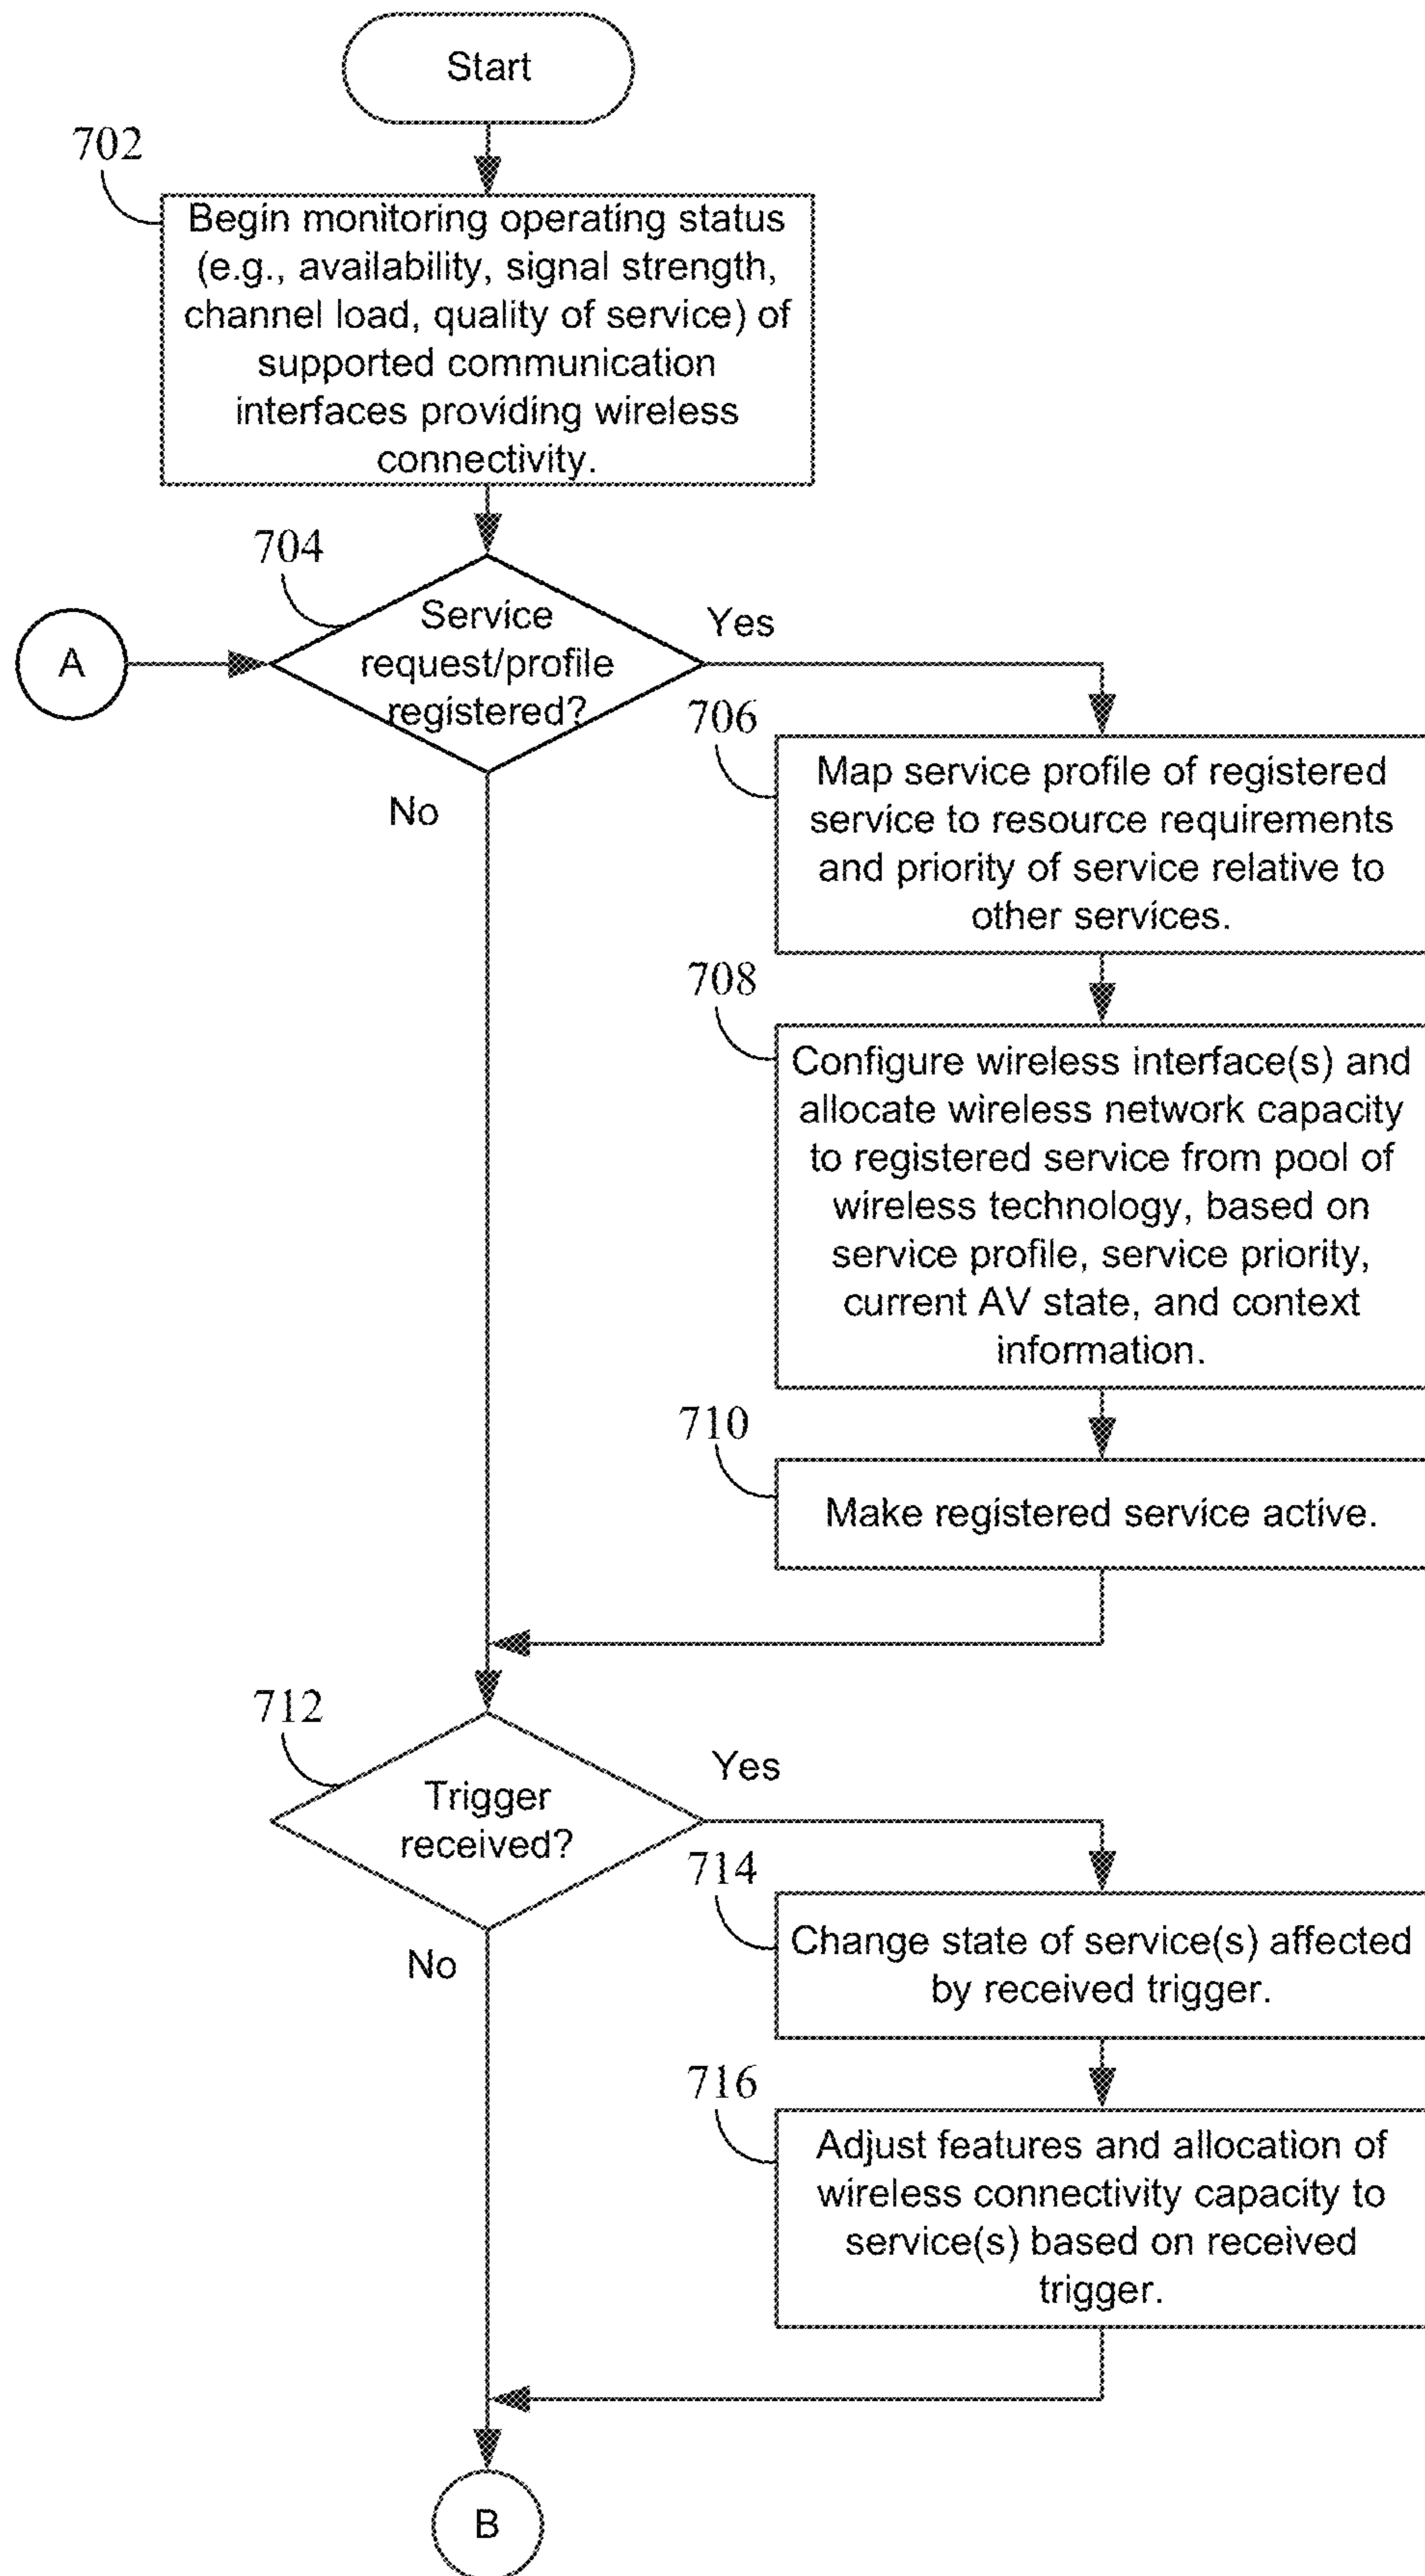 Start
702
Begin monitoring operating status
(e.g., availability, signal strength,
channel load, quality of service) of
supported communication
interfaces providing wireless
connectivity.
704
Service
request/profile
registered?
Yes
A
No
706
Map service profile of registered
service to resource requirements
and priority of service relative to
other services.
708
Configure wireless interface(s) and
allocate wireless network capacity
to registered service from pool of
wireless technology, based on
service profile, service priority,
current AV state, and context
information.
710
Make registered service active.
712
Trigger
received?
Yes
No
714
Change state of service(s) affected
by received trigger.
716
Adjust features and allocation of
wireless connectivity capacity to
service(s) based on received
trigger.
B